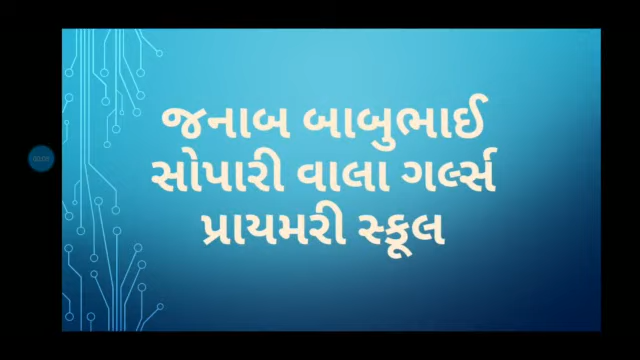 જનાબ બાબુભાઈ
સોપારી વાલા ગર્લ્સ
પ્રાયમરી સ્કૂલ